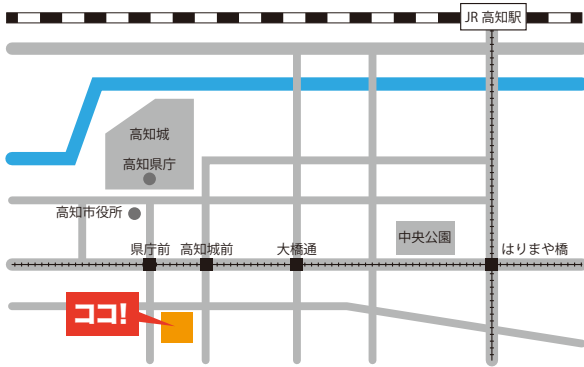 JR 高知駅
高知城
高知県庁
高知市役所
県庁前
高知城前
大橋通
中央公園
はりまや橋
ココ!